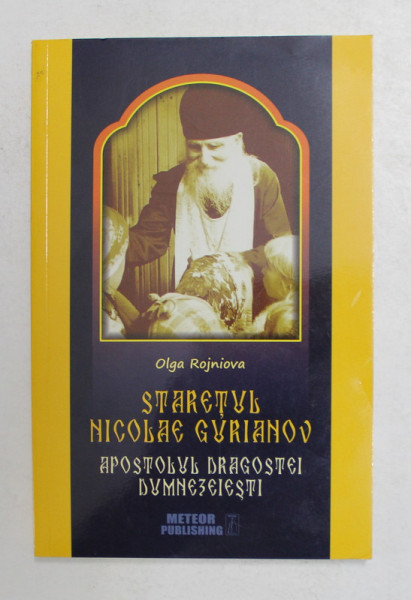 Olga Rojniova
STAREȚUL
NICOLAE GURIANOV
APOSTOLUL DRAGOSTEI
DUMNEZEIEȘTI
METEOR
PUBLISHING